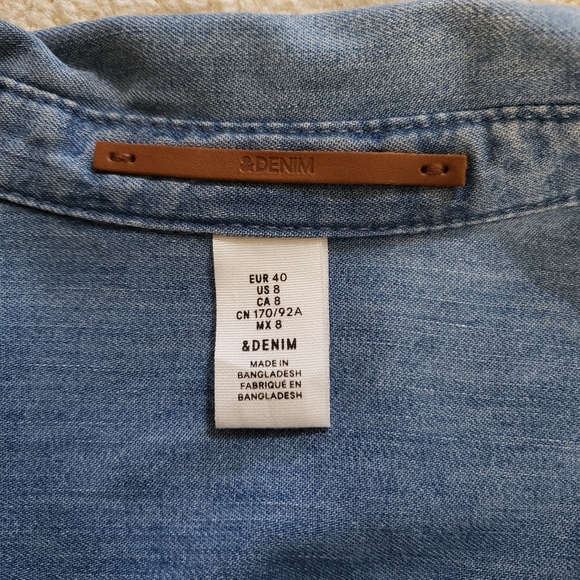 &DENIM
EUR 40
US 8
CA 8
CN 170/92A
MX 8
&DENIM
MADE IN
BANGLADESH
FABRIQUÉ EN
BANGLADESH